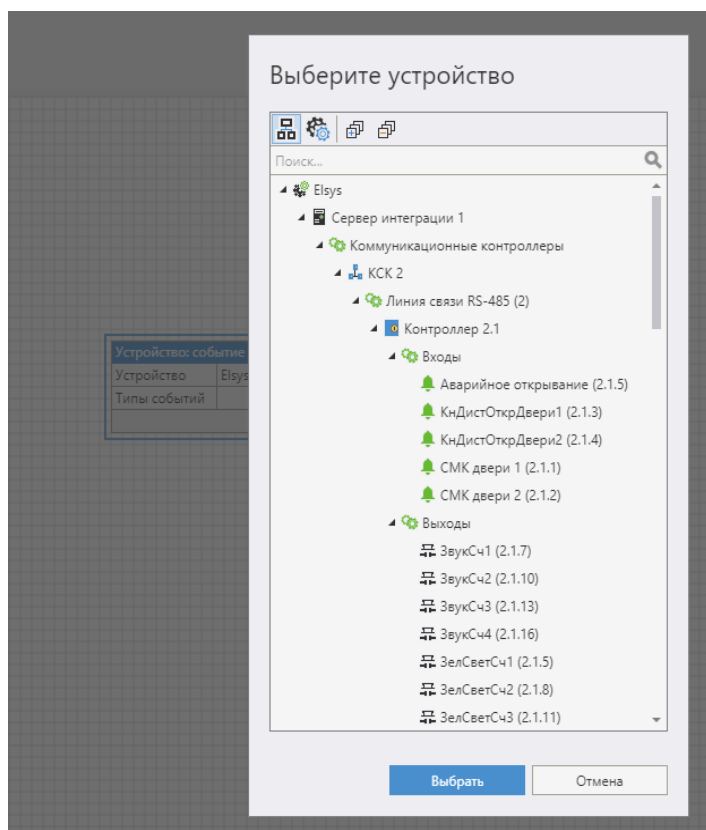 Выберите устройство
Поиск...
Elsys
Сервер интеграции 1
Коммуникационные контроллеры
КСК 2
Линия связи RS-485 (2)
Контроллер 2.1
Входы
Аварийное открывание (2.1.5)
КнДистОткрДвери1 (2.1.3)
КнДистОткрДвери2 (2.1.4)
СМК двери 1 (2.1.1)
СМК двери 2 (2.1.2)
Выходы
ЗвукСч1 (2.1.7)
ЗвукСч2 (2.1.10)
ЗвукСч3 (2.1.13)
ЗвукСч4 (2.1.16)
ЗелСветСч1 (2.1.5)
ЗелСветСч2 (2.1.8)
ЗелСветСч3 (2.1.11)
Выбрать Отмена
Устройство: событие
Устройство Elsys
Типы событий